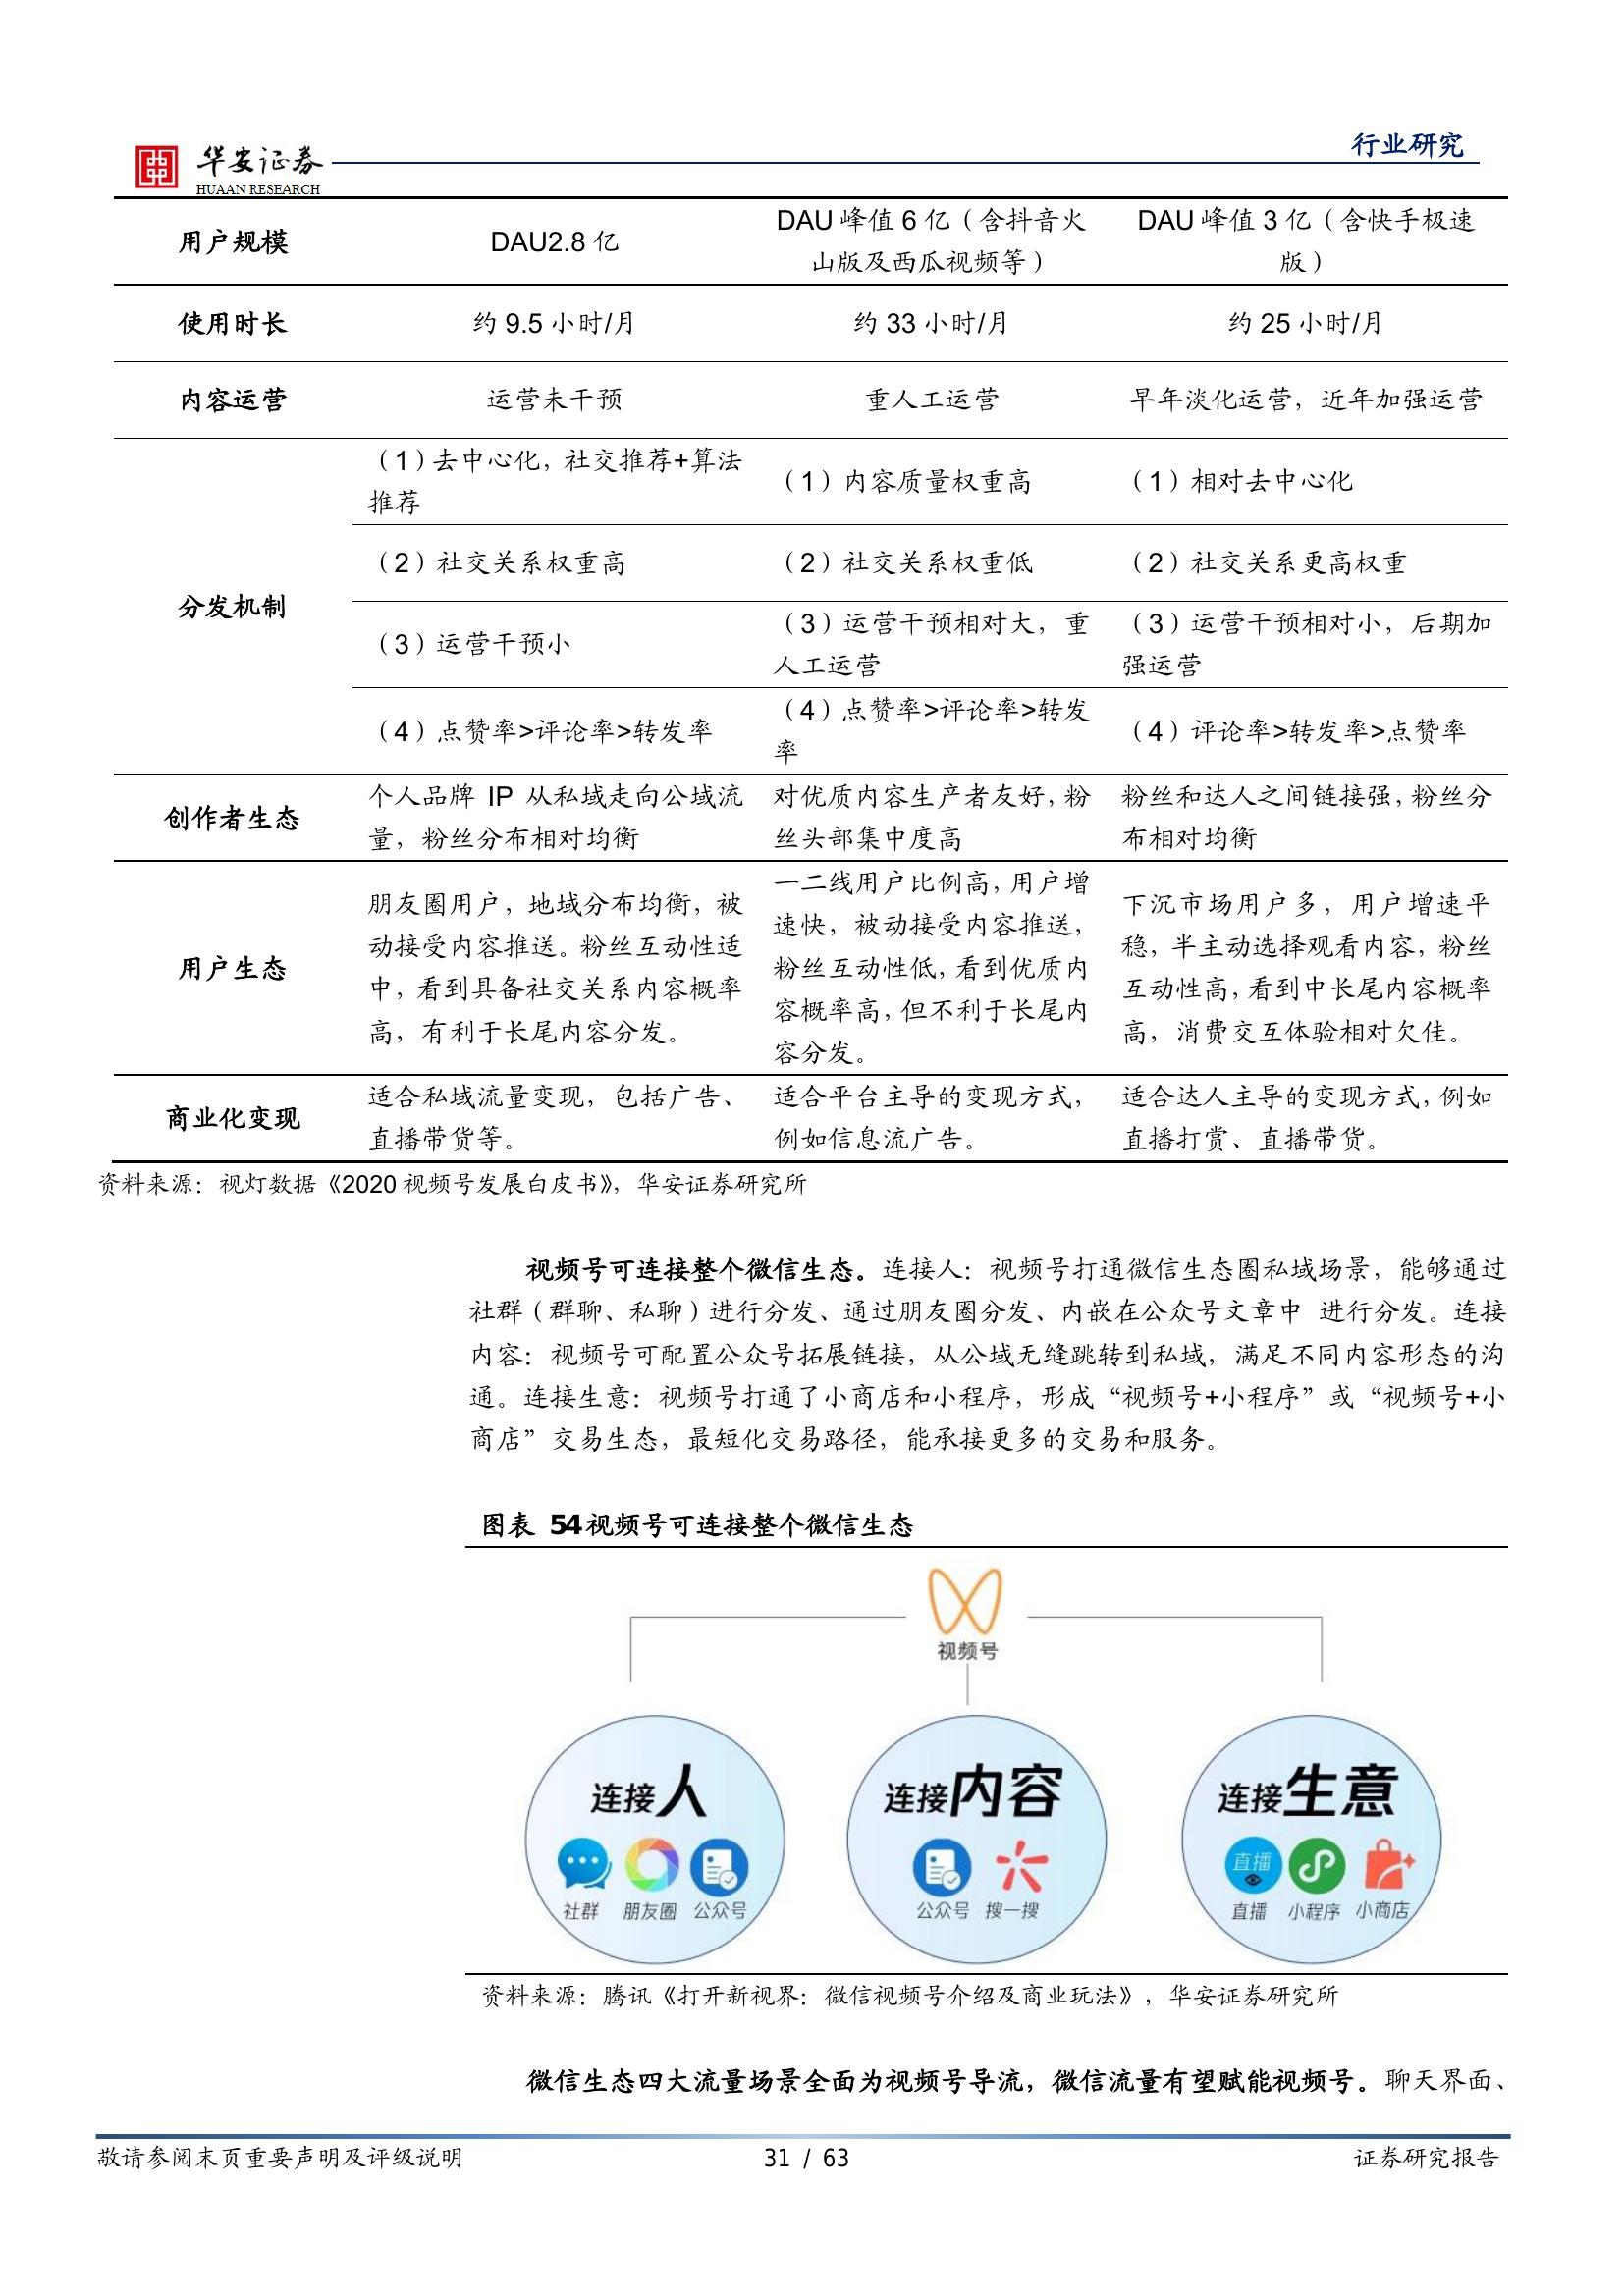 华安证券
HUAAN RESEARCH
行业研究
用户规模
DAU2.8 亿
DAU 峰值 6 亿（含抖音火
山版及西瓜视频等）
DAU 峰值 3 亿（含快手极速
版）
使用时长
约 9.5 小时/月
约 33 小时/月
约 25 小时/月
内容运营
运营未干预
重人工运营
早年淡化运营，近年加强运营
分发机制
（1）去中心化，社交推荐+算法
推荐
（1）内容质量权重高
（1）相对去中心化
（2）社交关系权重高
（2）社交关系权重低
（2）社交关系更高权重
（3）运营干预小
（3）运营干预相对大，重
人工运营
（3）运营干预相对小，后期加
强运营
（4）点赞率>评论率>转发率
（4）点赞率>评论率>转发
率
（4）评论率>转发率>点赞率
创作者生态
个人品牌 IP 从私域走向公域流
量，粉丝分布相对均衡
对优质内容生产者友好，粉
丝头部集中度高
粉丝和达人之间链接强，粉丝分
布相对均衡
用户生态
朋友圈用户，地域分布均衡，被
动接受内容推送。粉丝互动性适
中，看到具备社交关系内容概率
高，有利于长尾内容分发。
一二线用户比例高，用户增
速快，被动接受内容推送，
粉丝互动性低，看到优质内
容概率高，但不利于长尾内
容分发。
下沉市场用户多，用户增速平
稳，半主动选择观看内容，粉丝
互动性高，看到中长尾内容概率
高，消费交互体验相对欠佳。
商业化变现
适合私域流量变现，包括广告、
直播带货等。
适合平台主导的变现方式，
例如信息流广告。
适合达人主导的变现方式，例如
直播打赏、直播带货。
资料来源：视灯数据《2020 视频号发展白皮书》，华安证券研究所
视频号可连接整个微信生态。连接人：视频号打通微信生态圈私域场景，能够通过
社群（群聊、私聊）进行分发、通过朋友圈分发、内嵌在公众号文章中 进行分发。连接
内容：视频号可配置公众号拓展链接，从公域无缝跳转到私域，满足不同内容形态的沟
通。连接生意：视频号打通了小商店和小程序，形成“视频号+小程序”或“视频号+小
商店”交易生态，最短化交易路径，能承接更多的交易和服务。
图表 54 视频号可连接整个微信生态
视频号
连接人
社群 朋友圈 公众号
连接内容
公众号 搜一搜
连接生意
直播
直播 小程序 小商店
资料来源：腾讯《打开新视界：微信视频号介绍及商业玩法》，华安证券研究所
微信生态四大流量场景全面为视频号导流，微信流量有望赋能视频号。聊天界面、
敬请参阅末页重要声明及评级说明
31 / 63
证券研究报告